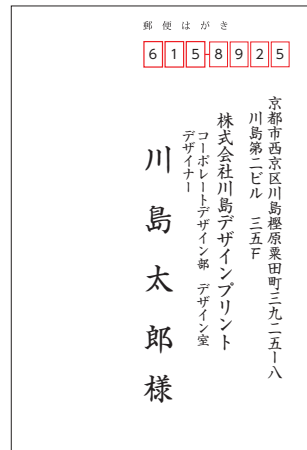 郵便はがき
615-8925
京都市西京区川島樫原粟田町三九二五ー八
川島第二ビル　三五F
株式会社川島デザインプリント
コーポレートデザイン部　デザイン室
デザイナー
川島太郎様